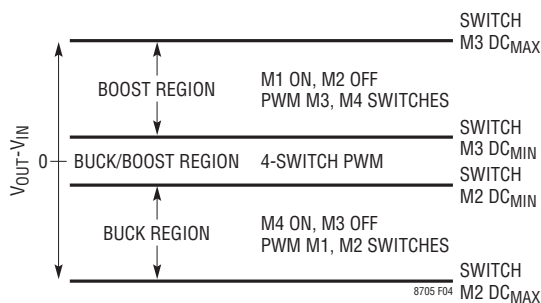 SWITCH
M3 DCMAX
BOOST REGION
M1 ON, M2 OFF
PWM M3, M4 SWITCHES
VOUT-VIN
SWITCH
M3 DCMIN
0
BUCK/BOOST REGION
4-SWITCH PWM
SWITCH
M2 DCMIN
BUCK REGION
M4 ON, M3 OFF
PWM M1, M2 SWITCHES
8705 F04
SWITCH
M2 DCMAX